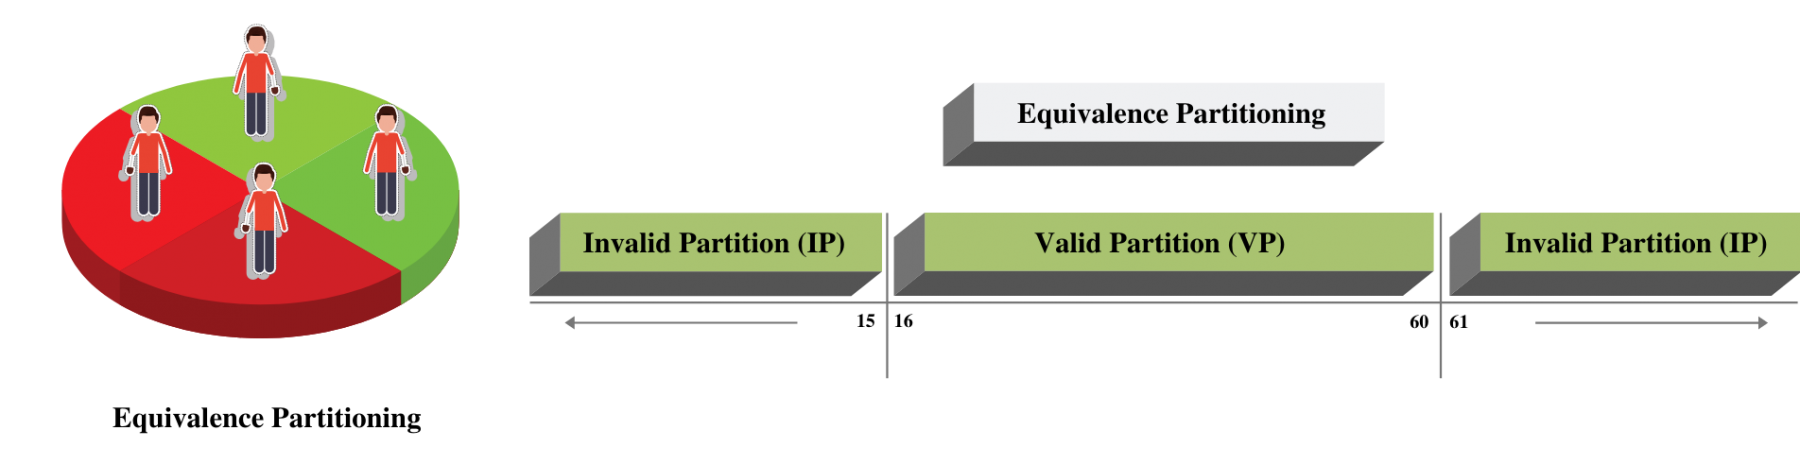 Equivalence Partitioning
Equivalence Partitioning
Invalid Partition (IP)
Valid Partition (VP)
Invalid Partition (IP)
15
16
60
61